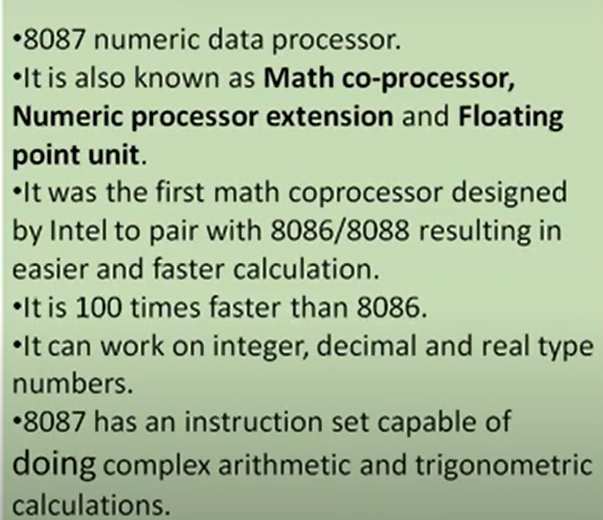 •8087 numeric data processor.
•It is also known as Math co-processor,
Numeric processor extension and Floating
point unit.
•It was the first math coprocessor designed
by Intel to pair with 8086/8088 resulting in
easier and faster calculation.
•It is 100 times faster than 8086.
•It can work on integer, decimal and real type
numbers.
•8087 has an instruction set capable of
doing complex arithmetic and trigonometric
calculations.